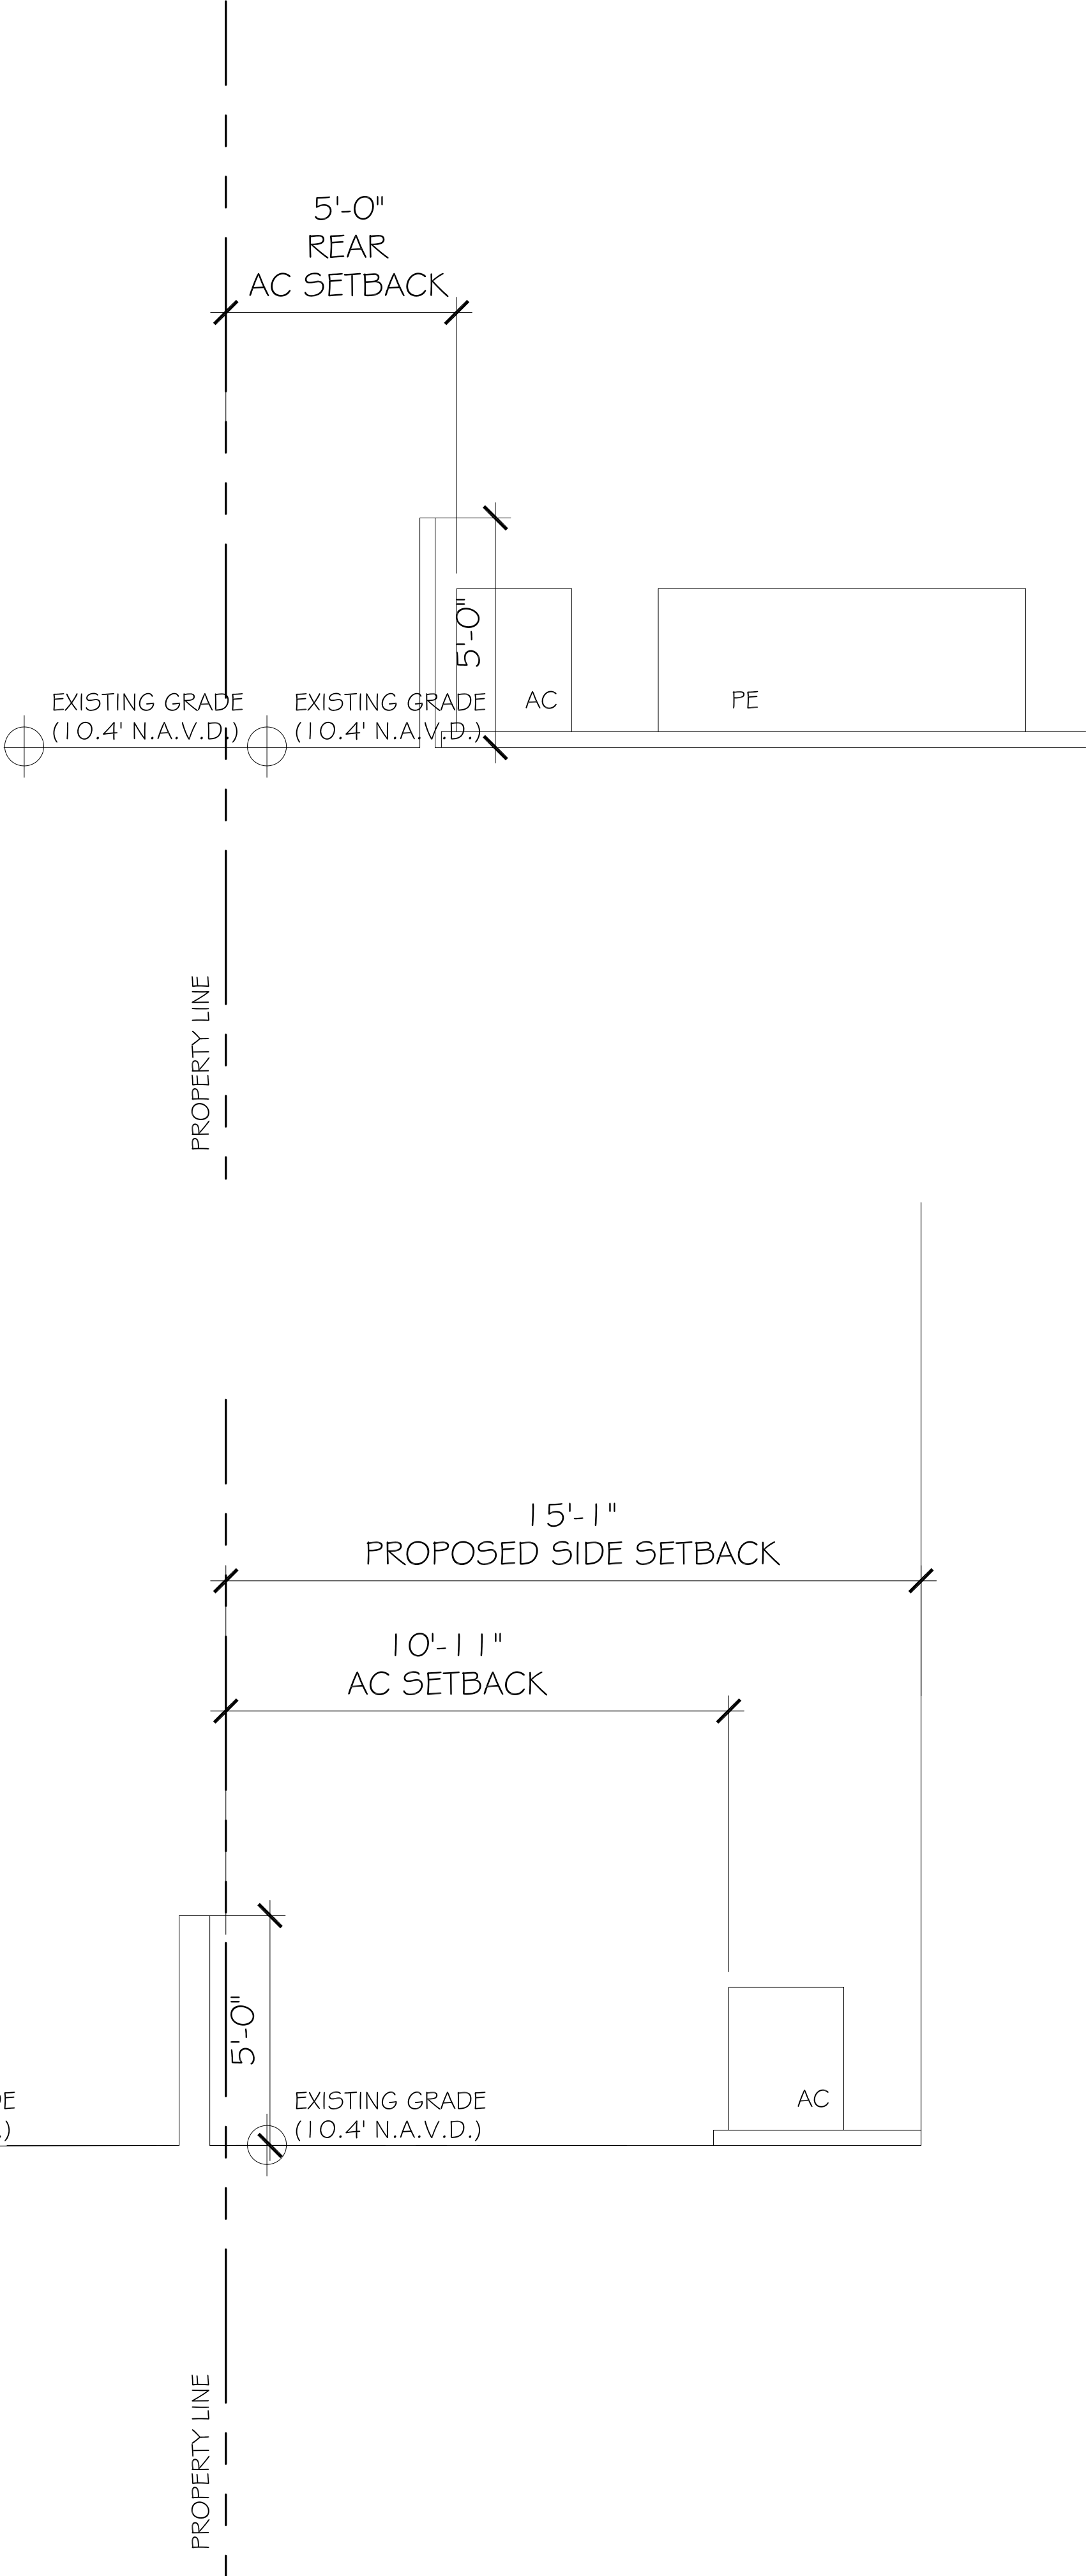 5'-0"
REAR
AC SETBACK
5'-0"
EXISTING GRADE
(10.4' N.A.V.D.)
EXISTING GRADE
(10.4' N.A.V.D.)
AC
PE
PROPERTY LINE
15'-1"
PROPOSED SIDE SETBACK
10'-11"
AC SETBACK
5'-0"
EXISTING GRADE
(10.4' N.A.V.D.)
AC
PROPERTY LINE